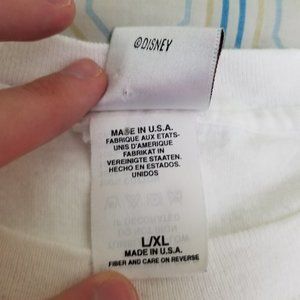 ©DISNEY
MADE IN U.S.A.
FABRIQUE AUX ETATS-
UNIS D'AMERIQUE
FABRIKAT IN
VEREINIGTE STAATEN.
HECHO EN ESTADOS
UNIDOS
L/XL
MADE IN U.S.A.
FIBER AND CARE ON REVERSE